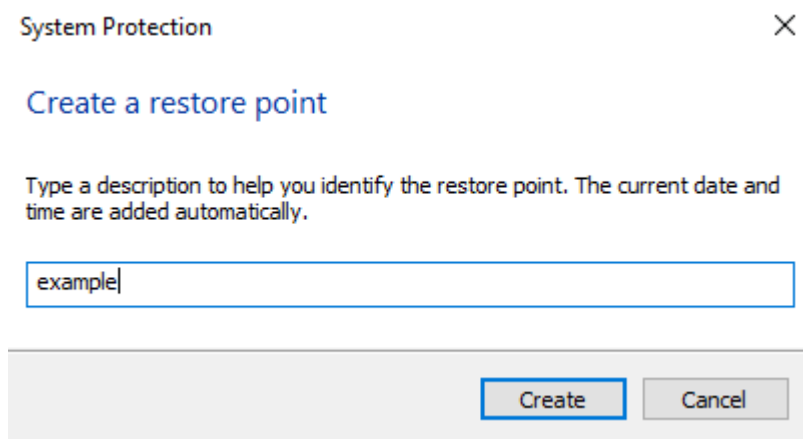 System Protection
Create a restore point
Type a description to help you identify the restore point. The current date and
time are added automatically.
example
Create
Cancel